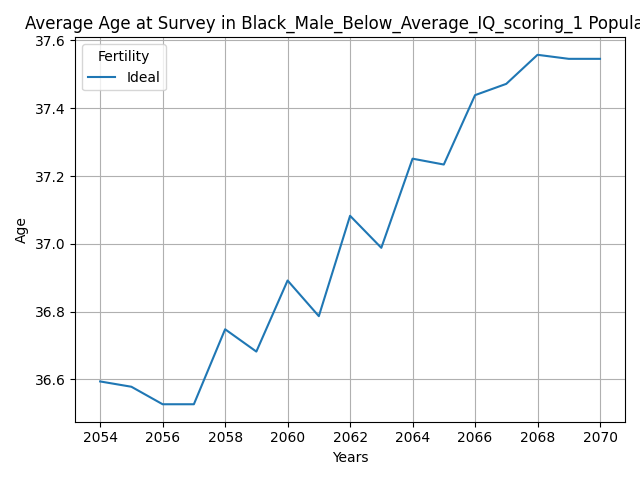 Average Age at Survey in Black_Male_Below_Average_IQ_scoring_1 Popula
37.6
37.4
37.2
37.0
36.8
36.6
Age
Fertility
Ideal
2054 2056 2058 2060 2062 2064 2066 2068 2070
Years